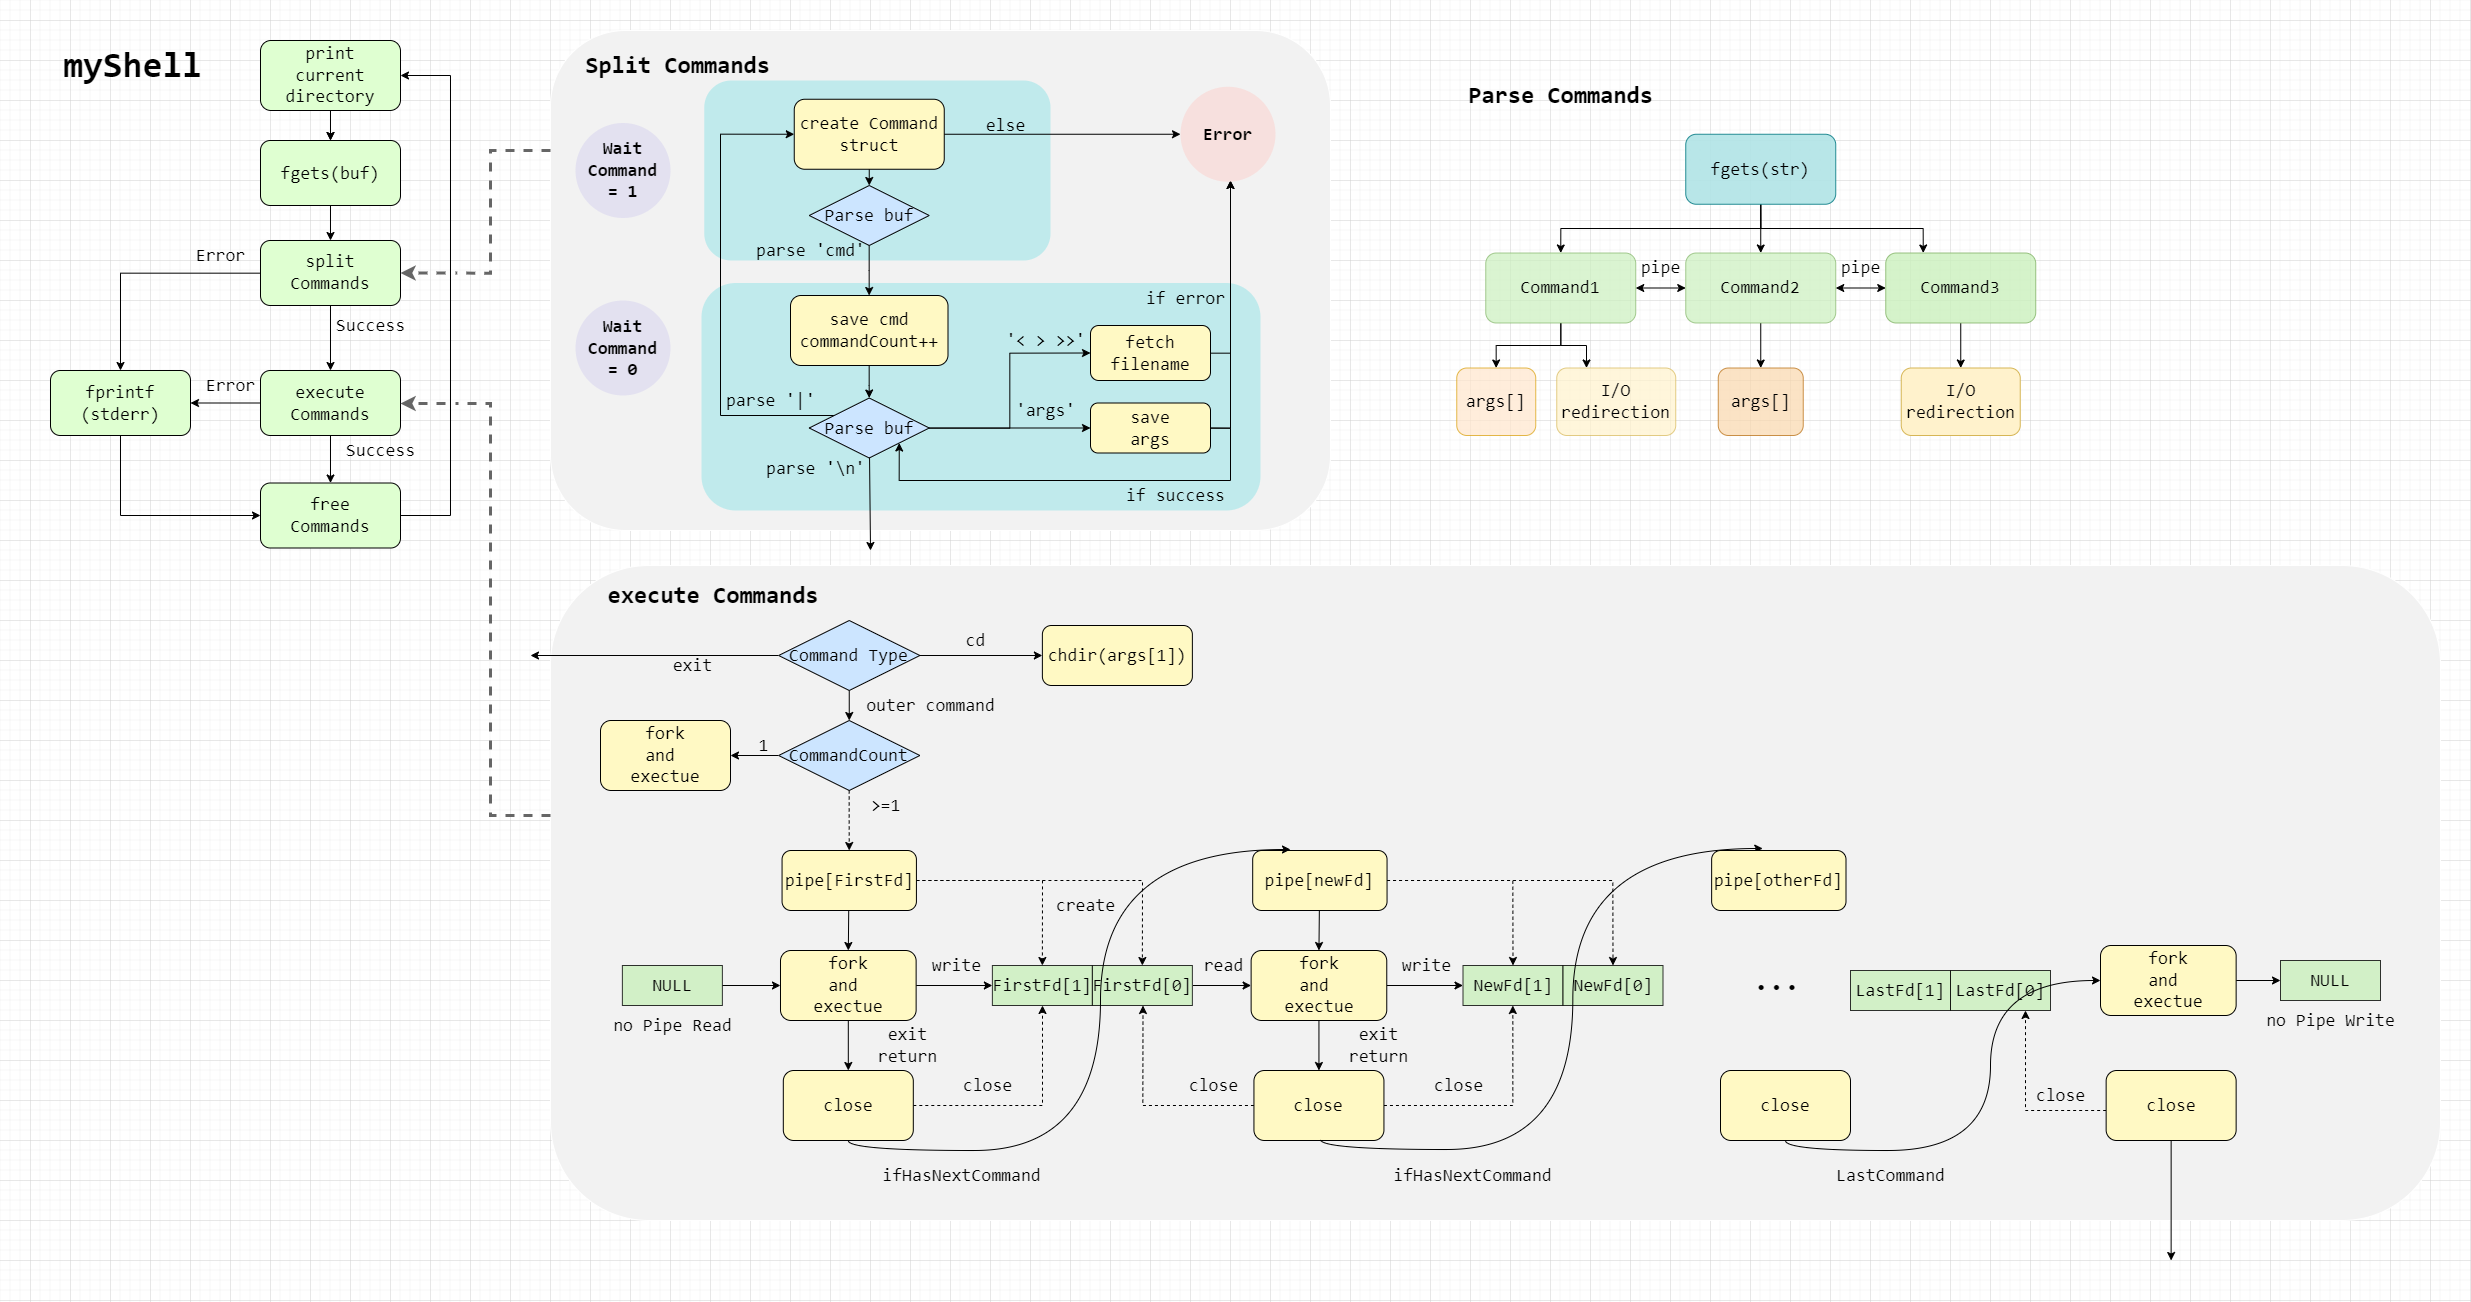 myShell
print
current
directory
fgets(buf)
Error
split
Commands
Success
fprintf
(stderr)
Error
execute
Commands
Success
free
Commands
Split Commands
Wait
Command
= 1
create Command
struct
else
Error
Parse buf
parse 'cmd'
Wait
Command
= 0
save cmd
commandCount++
if error
'< > >>'
fetch
filename
parse '|'
Parse buf
'args'
save
args
parse '\n'
if success
Parse Commands
fgets(str)
Command1
pipe
Command2
pipe
Command3
args[]
I/O
redirection
args[]
I/O
redirection
execute Commands
exit
Command Type
cd
chdir(args[1])
outer command
fork
and
exectue
1
CommandCount
>=1
pipe[FirstFd]
create
pipe[newFd]
pipe[otherFd]
NULL
no Pipe Read
fork
and
exectue
write
FirstFd[1]
FirstFd[0]
read
fork
and
exectue
write
NewFd[1]
NewFd[0]
...
LastFd[1]
LastFd[0]
fork
and
exectue
NULL
no Pipe Write
exit
return
exit
return
close
close
close
close
close
close
close
close
ifHasNextCommand
ifHasNextCommand
LastCommand